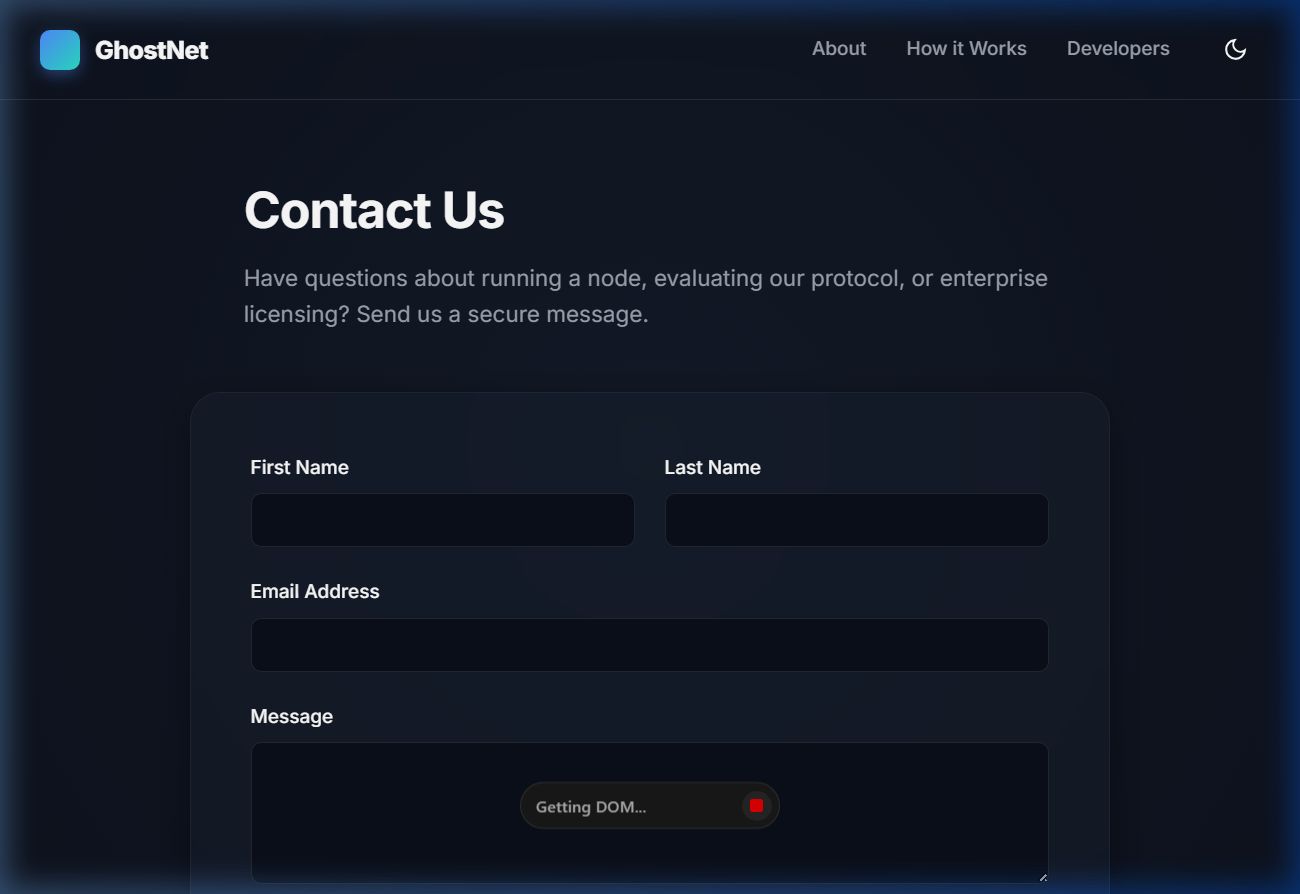 GhostNet
About
How it Works
Developers
Contact Us
Have questions about running a node, evaluating our protocol, or enterprise
licensing? Send us a secure message.
First Name
Last Name
Email Address
Message
Getting DOM...